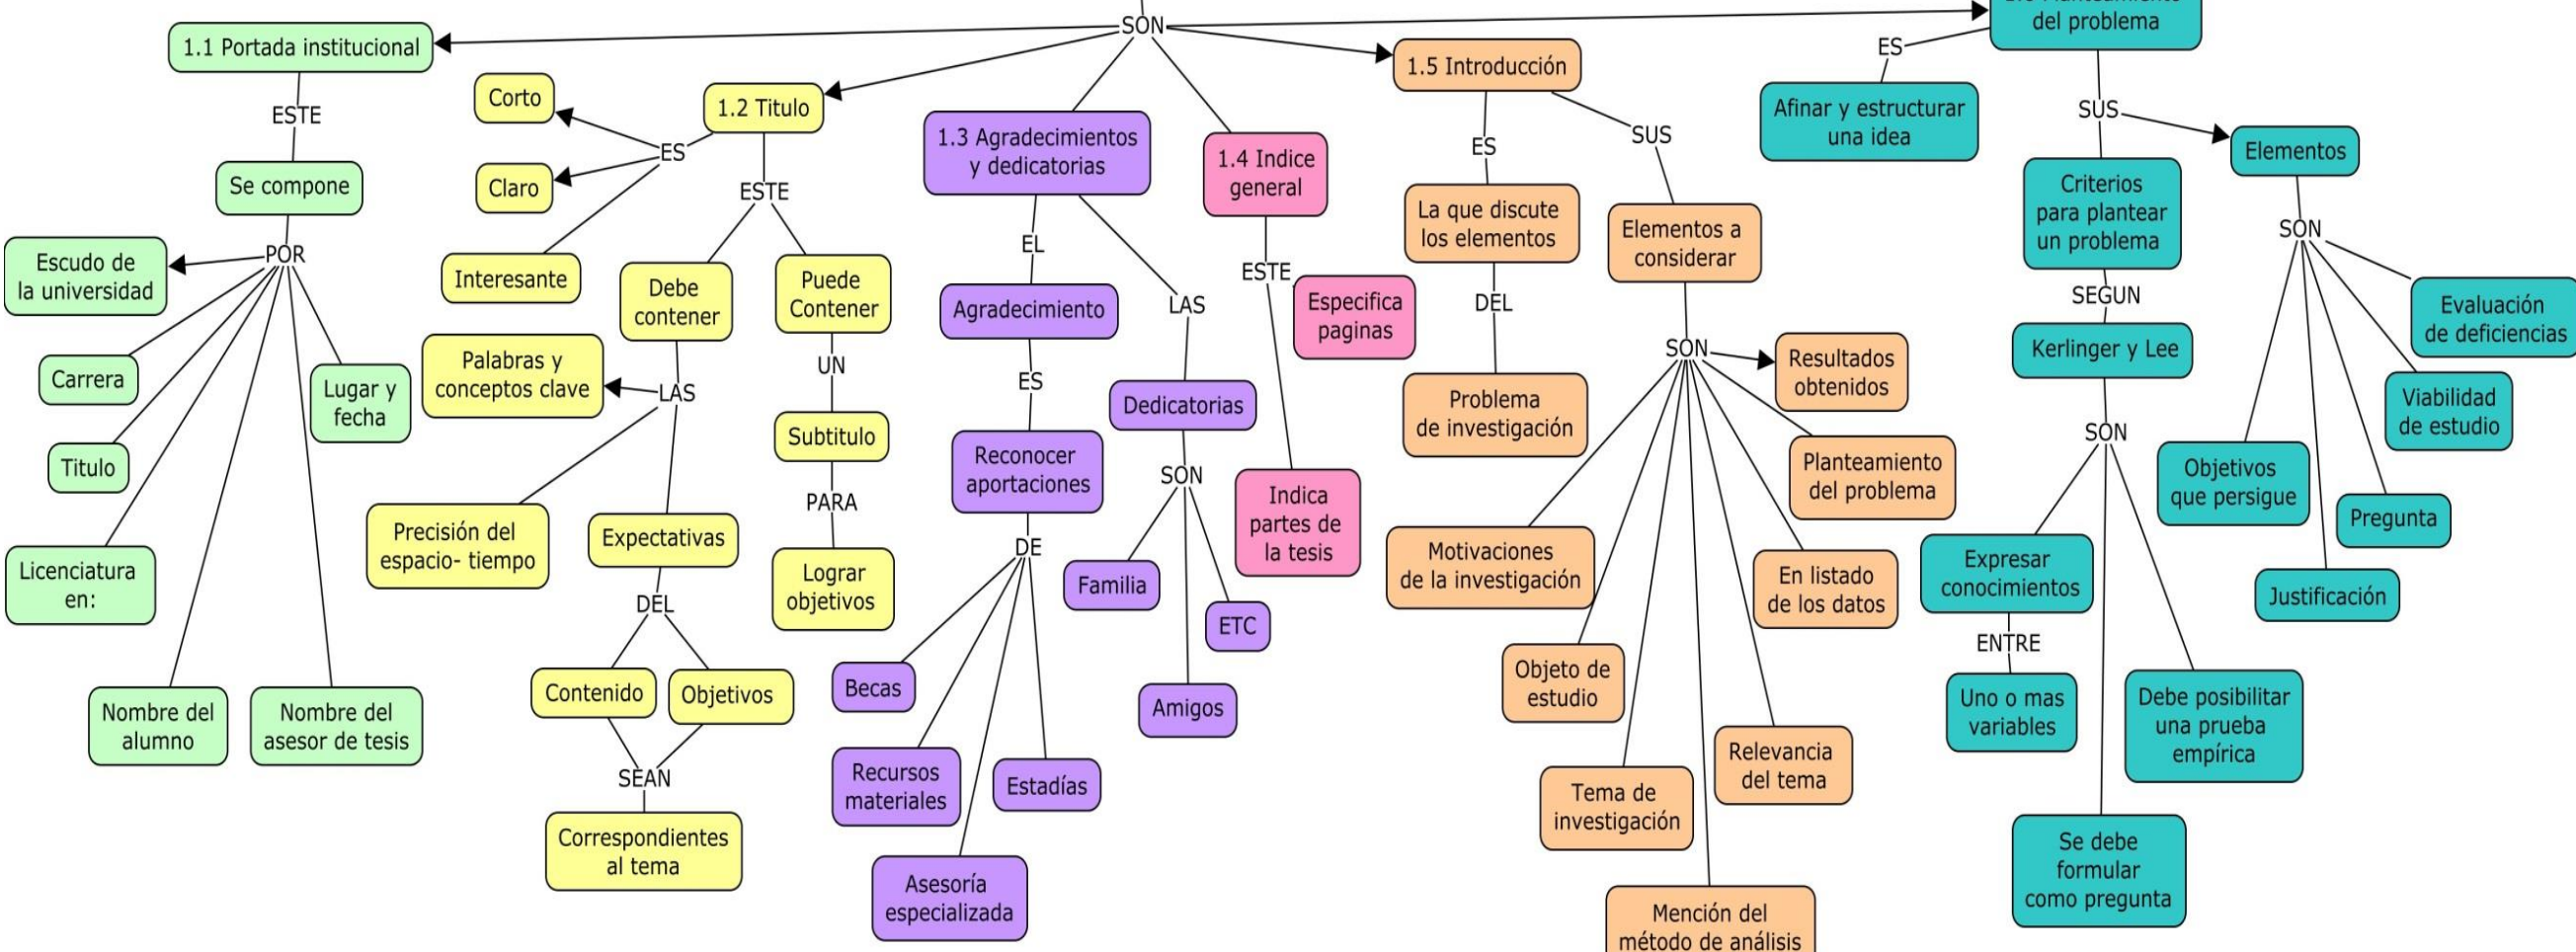 SON
1.1 Portada institucional
ESTE
Se compone
POR
Escudo de
la universidad
Carrera
Titulo
Licenciatura
en:
Nombre del
alumno
Nombre del
asesor de tesis
Lugar y
fecha
1.2 Titulo
ES
Corto
Claro
Interesante
ESTE
Debe
contener
LAS
Palabras y
conceptos clave
Precisión del
espacio- tiempo
Expectativas
DEL
Contenido
Objetivos
SEAN
Correspondientes
al tema
Puede
Contener
UN
Subtitulo
PARA
Lograr
objetivos
1.3 Agradecimientos
y dedicatorias
EL
Agradecimiento
ES
Reconocer
aportaciones
DE
Becas
Recursos
materiales
Asesoría
especializada
Estadías
LAS
Dedicatorias
SON
Familia
Amigos
ETC
1.4 Indice
general
ESTE
Especifica
paginas
Indica
partes de
la tesis
1.5 Introducción
ES
La que discute
los elementos
DEL
Problema
de investigación
SUS
Elementos a
considerar
SON
Resultados
obtenidos
Planteamiento
del problema
En listado
de los datos
Relevancia
del tema
Mención del
método de análisis
Tema de
investigación
Objeto de
estudio
Motivaciones
de la investigación
del problema
ES
Afinar y estructurar
una idea
SUS
Criterios
para plantear
un problema
SEGUN
Kerlinger y Lee
SON
Expresar
conocimientos
ENTRE
Uno o mas
variables
Se debe
formular
como pregunta
Debe posibilitar
una prueba
empírica
Elementos
SON
Objetivos
que persigue
Justificación
Pregunta
Viabilidad
de estudio
Evaluación
de deficiencias